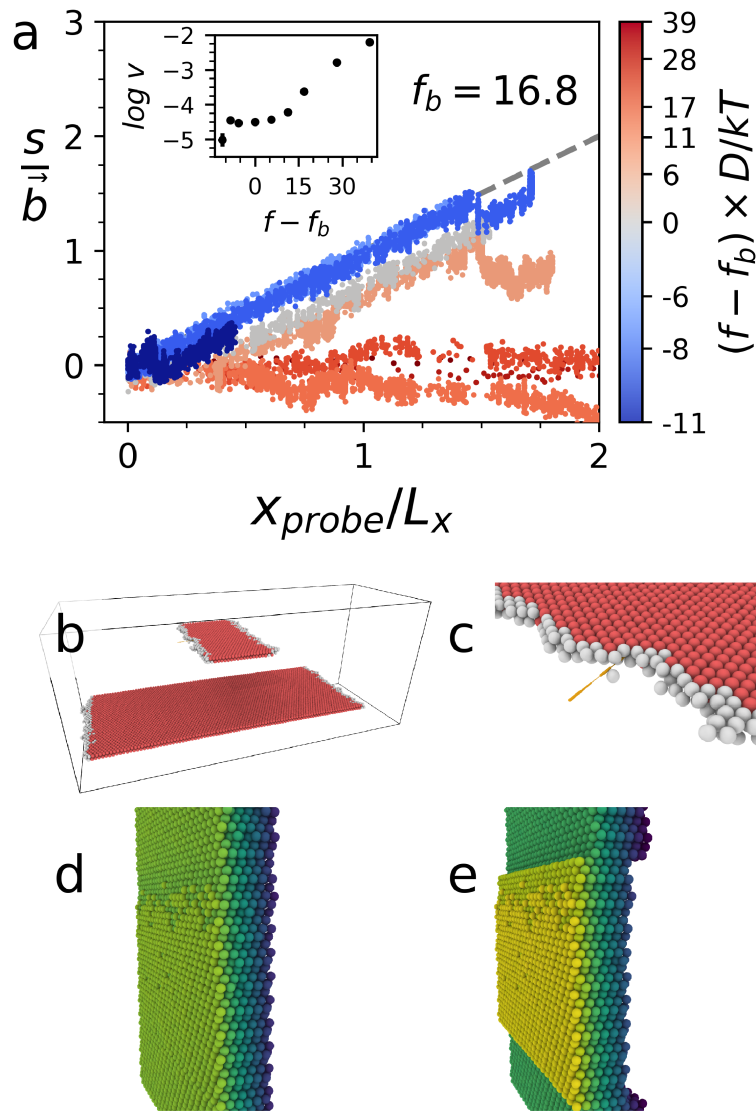 a
3
2
1
0
s
b
↓
0
1
2
x_probe/L_x
f_b = 16.8
-2
-3
-4
-5
log v
0
15
30
f − f_b
39
28
17
11
6
0
-6
-8
-11
(f − f_b) × D/kT
b
c
d
e